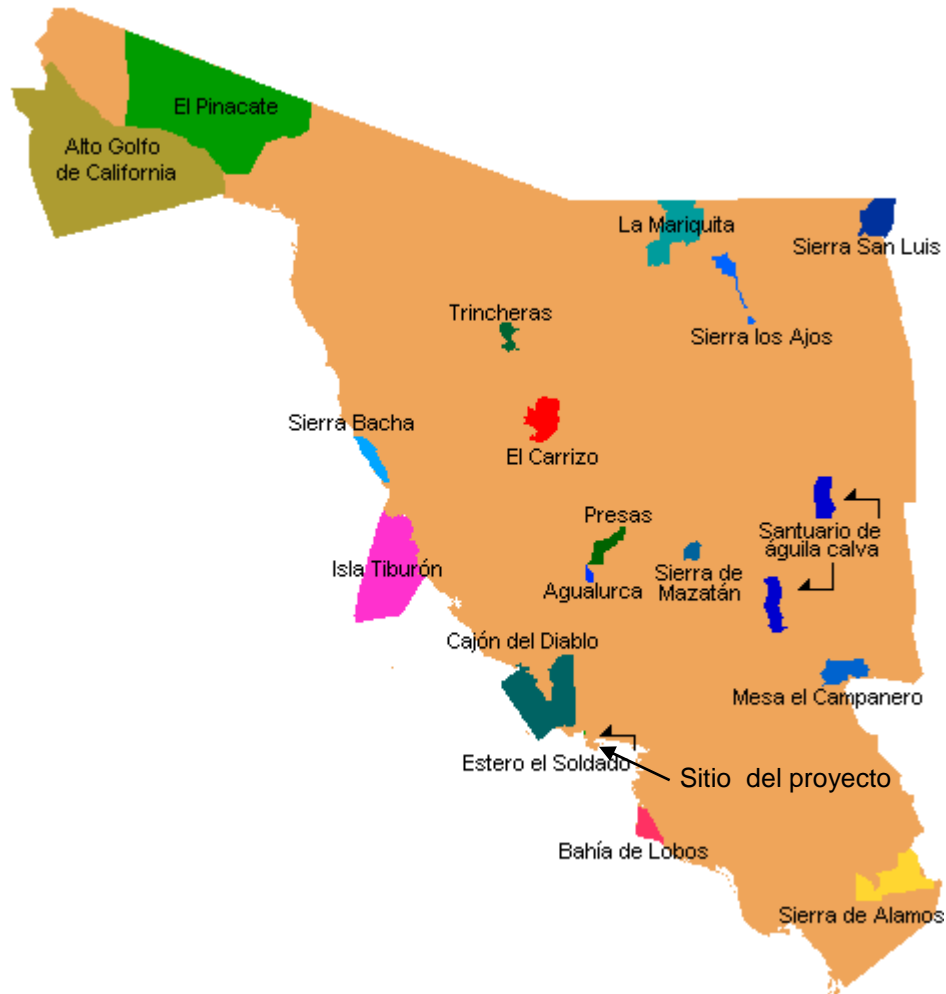 El Pinacate
Alto Golfo
de California
La Mariquita
Sierra San Luis
Trincheras
Sierra los Ajos
Sierra Bacha
El Carrizo
Presas
Santuario de
águila calva
Isla Tiburón
Agualurca
Sierra de
Mazatán
Cajón del Diablo
Mesa el Campanero
Estero el Soldado
Sitio del proyecto
Bahía de Lobos
Sierra de Alamos